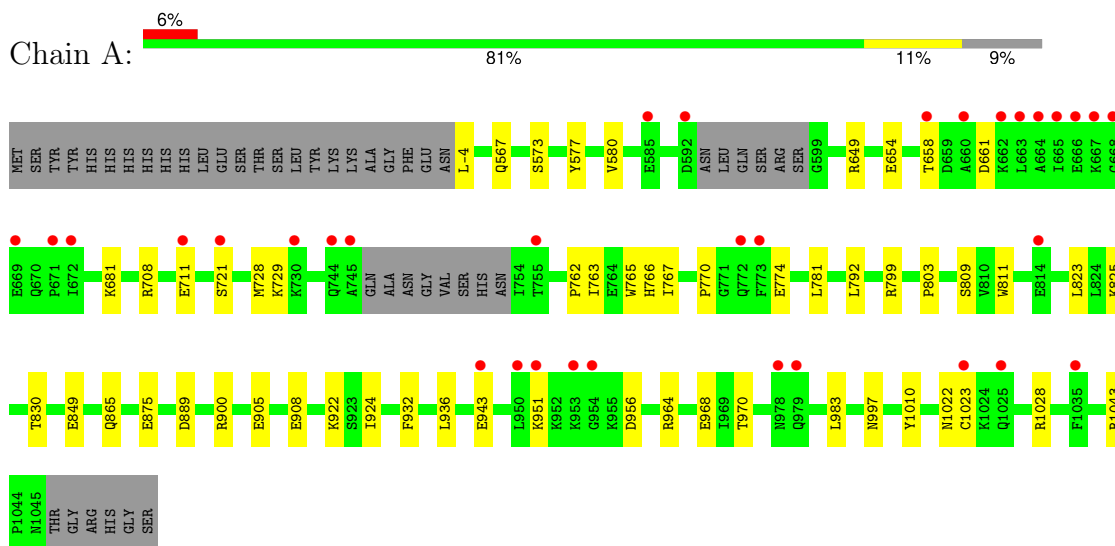 6%
Chain A:
81% 11% 9%
MET SER TYR TYR HIS HIS HIS HIS HIS HIS LEU GLU SER THR SER LEU TYR LYS LYS ALA GLY PHE GLU ASN L-4 Q567 S573 Y577 V580 E585 D592 ASN LEU GLN SER ARG SER G599 R649 E654 T658 D659 A660 D661 K662 L663 A664 I665 E666 K667 G668
E669 Q670 P671 I672 K681 R708 E711 S721 M728 K729 K730 Q744 A745 GLN ALA ASN GLY VAL SER HIS ASN I754 T755 P762 I763 E764 W765 H766 I767 P770 G771 Q772 F773 E774 L781 L792 R799 P803 S809 V810 W811 E814 L823 L824 K825
T830 E849 Q865 E875 D889 R900 E905 E908 K922 S923 I924 F932 L936 E943 L950 K951 K952 K953 G954 K955 D956 R964 E968 I969 T970 N978 Q979 L983 N997 Y1010 N1022 C1023 K1024 Q1025 R1028 F1035 R1043
P1044 N1045 THR GLY ARG HIS GLY SER